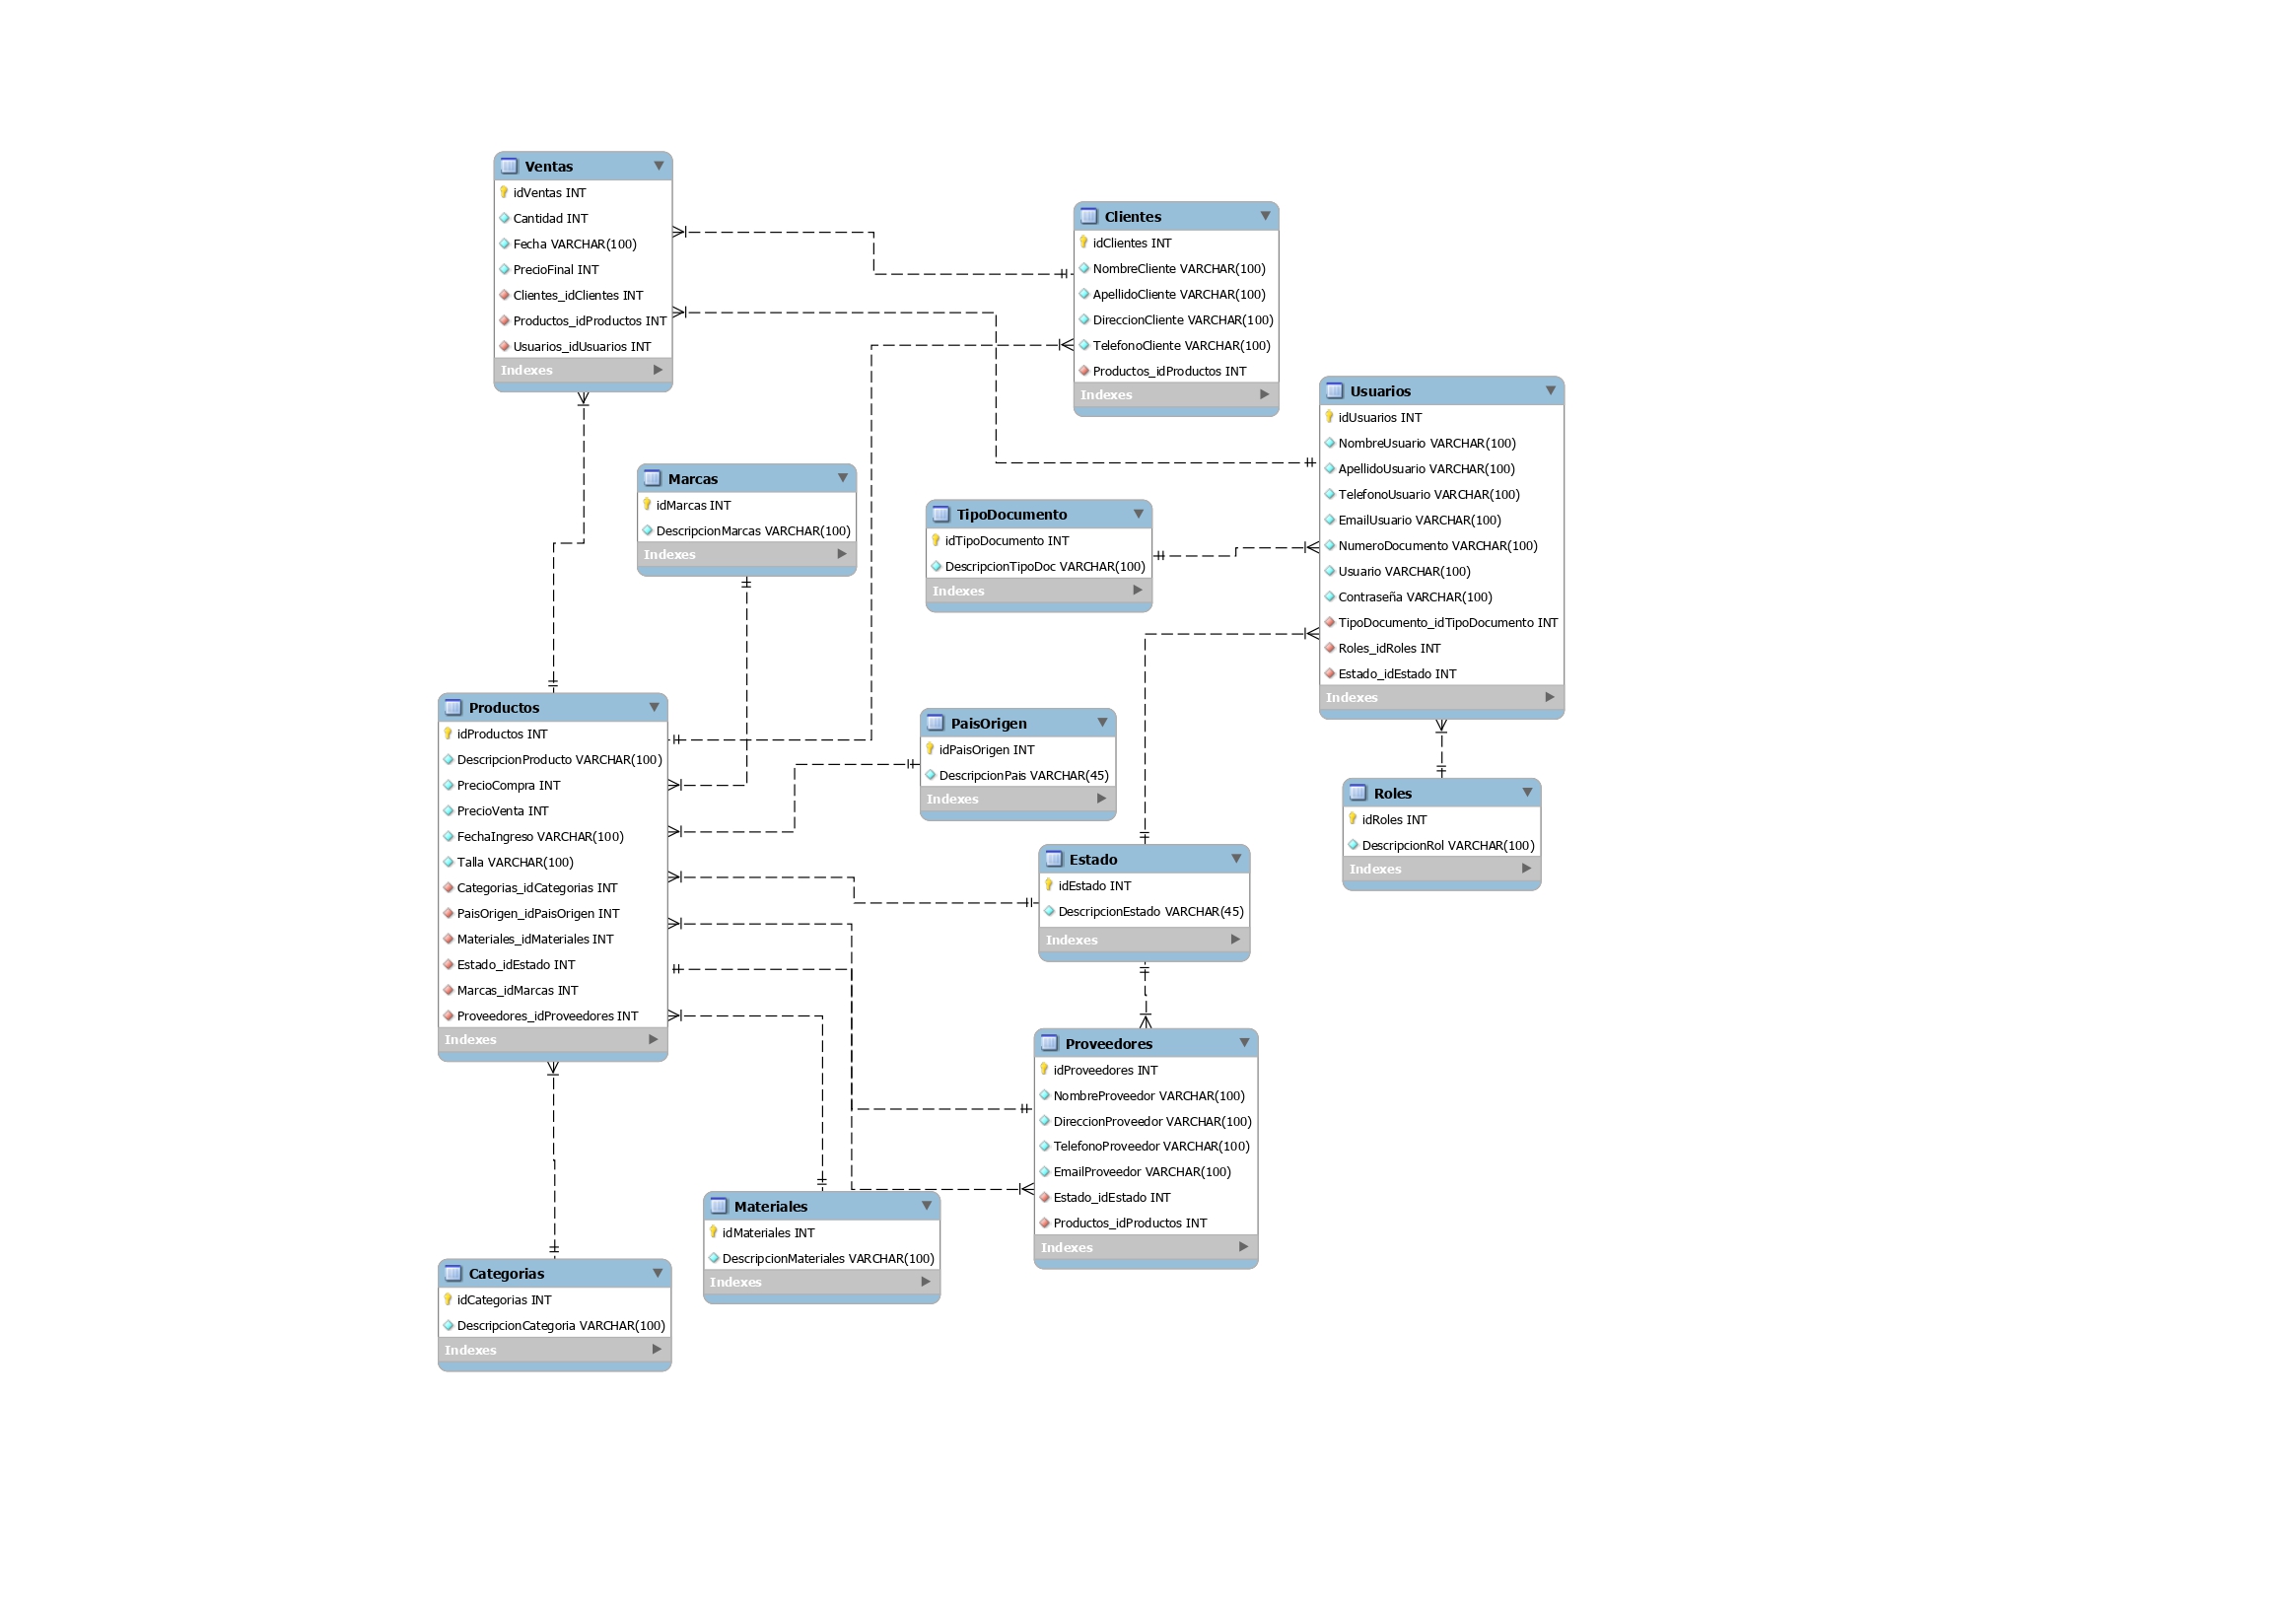 Ventas
idVentas INT
Cantidad INT
Fecha VARCHAR(100)
PrecioFinal INT
Clientes_idClientes INT
Productos_idProductos INT
Usuarios_idUsuarios INT
Indexes
Clientes
idClientes INT
NombreCliente VARCHAR(100)
ApellidoCliente VARCHAR(100)
DireccionCliente VARCHAR(100)
TelefonoCliente VARCHAR(100)
Productos_idProductos INT
Indexes
Usuarios
idUsuarios INT
NombreUsuario VARCHAR(100)
ApellidoUsuario VARCHAR(100)
TelefonoUsuario VARCHAR(100)
EmailUsuario VARCHAR(100)
NumeroDocumento VARCHAR(100)
Usuario VARCHAR(100)
Contraseña VARCHAR(100)
TipoDocumento_idTipoDocumento INT
Roles_idRoles INT
Estado_idEstado INT
Indexes
Marcas
idMarcas INT
DescripcionMarcas VARCHAR(100)
Indexes
TipoDocumento
idTipoDocumento INT
DescripcionTipoDoc VARCHAR(100)
Indexes
Productos
idProductos INT
DescripcionProducto VARCHAR(100)
PrecioCompra INT
PrecioVenta INT
FechaIngreso VARCHAR(100)
Talla VARCHAR(100)
Categorias_idCategorias INT
PaisOrigen_idPaisOrigen INT
Materiales_idMateriales INT
Estado_idEstado INT
Marcas_idMarcas INT
Proveedores_idProveedores INT
Indexes
PaisOrigen
idPaisOrigen INT
DescripcionPais VARCHAR(45)
Indexes
Roles
idRoles INT
DescripcionRol VARCHAR(100)
Indexes
Estado
idEstado INT
DescripcionEstado VARCHAR(45)
Indexes
Proveedores
idProveedores INT
NombreProveedor VARCHAR(100)
DireccionProveedor VARCHAR(100)
TelefonoProveedor VARCHAR(100)
EmailProveedor VARCHAR(100)
Estado_idEstado INT
Productos_idProductos INT
Indexes
Materiales
idMateriales INT
DescripcionMateriales VARCHAR(100)
Indexes
Categorias
idCategorias INT
DescripcionCategoria VARCHAR(100)
Indexes